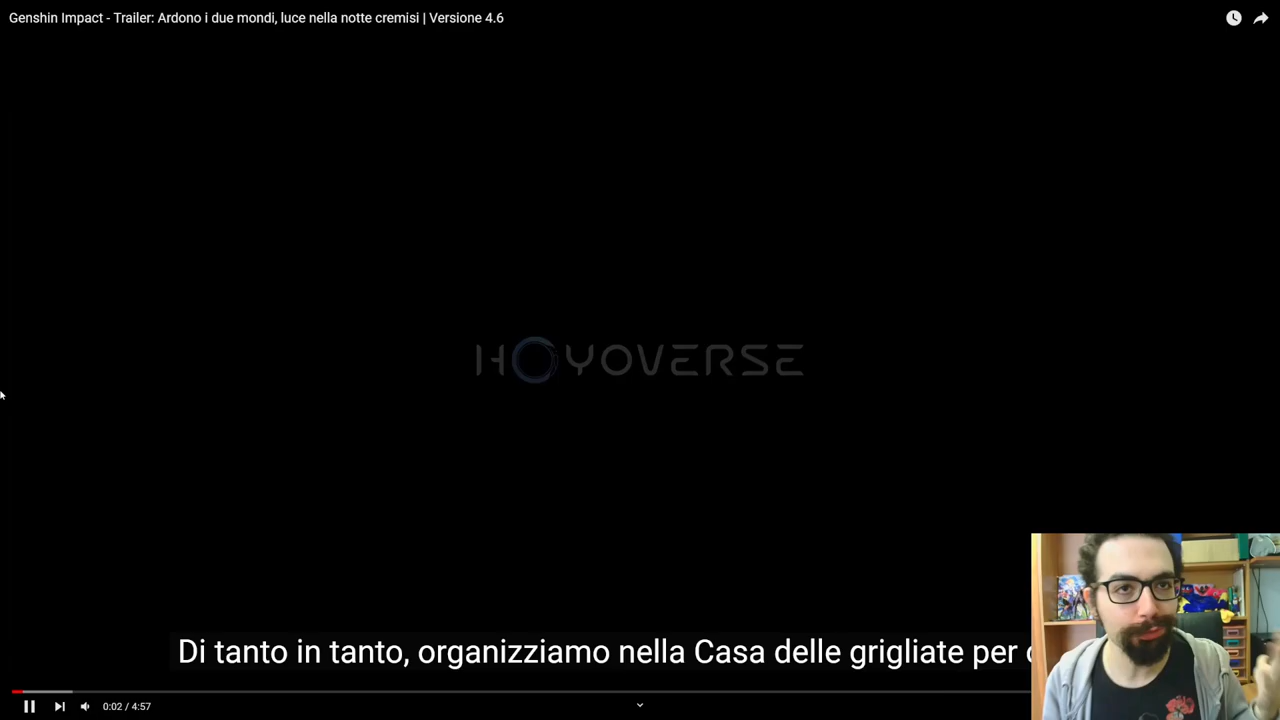 Genshin Impact - Trailer: Ardono i due mondi, luce nella notte cremisi | Versione 4.6
HOYOVERSE
Di tanto in tanto, organizziamo nella Casa delle grigliate per
0:02 / 4:57